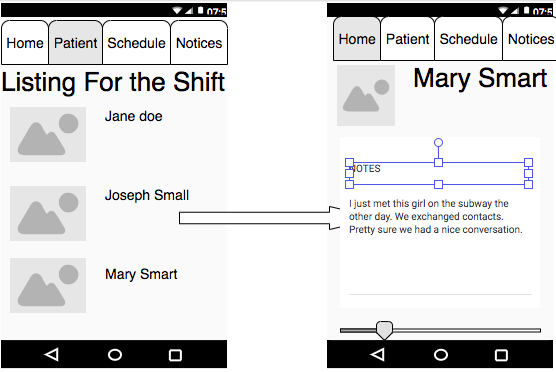 07:5
Home Patient Schedule Notices
Listing For the Shift
Jane doe
Joseph Small
Mary Smart
07:5
Home Patient Schedule Notices
Mary Smart
NOTES
I just met this girl on the subway the
other day. We exchanged contacts.
Pretty sure we had a nice conversation.